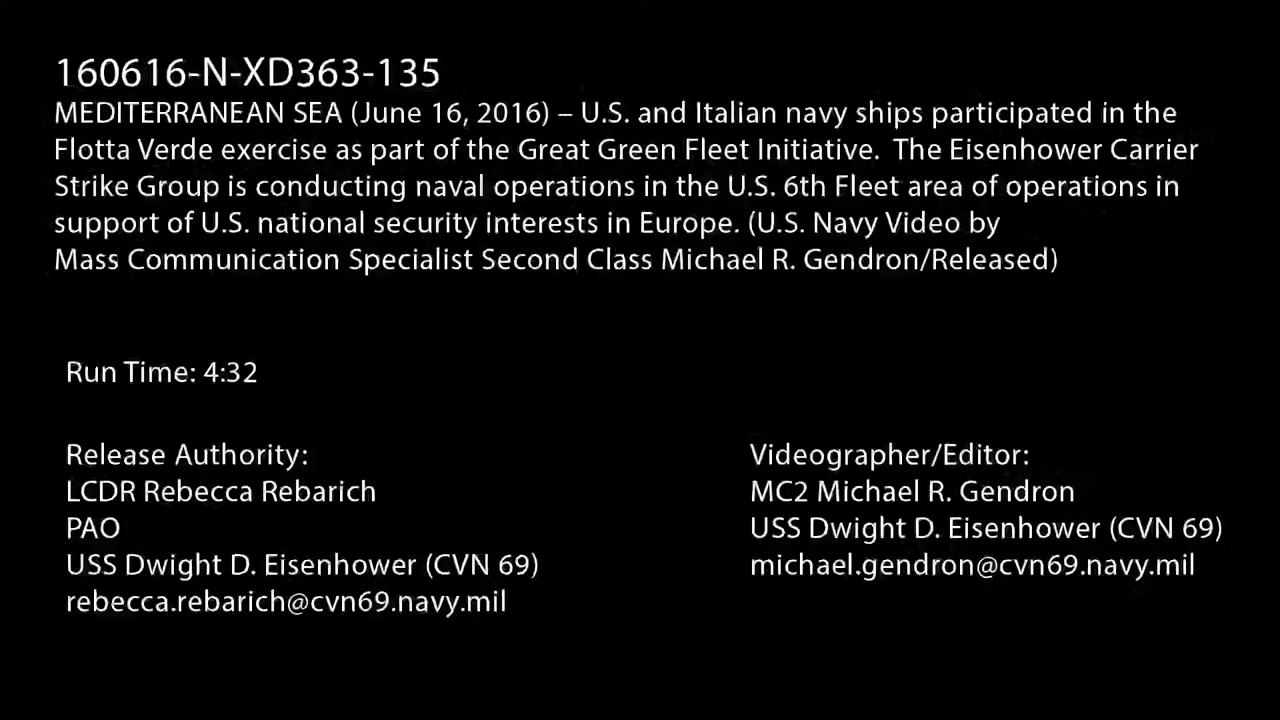 160616-N-XD363-135
MEDITERRANEAN SEA (June 16, 2016) – U.S. and Italian navy ships participated in the
Flotta Verde exercise as part of the Great Green Fleet Initiative.  The Eisenhower Carrier
Strike Group is conducting naval operations in the U.S. 6th Fleet area of operations in
support of U.S. national security interests in Europe. (U.S. Navy Video by
Mass Communication Specialist Second Class Michael R. Gendron/Released)
Run Time: 4:32
Release Authority:
LCDR Rebecca Rebarich
PAO
USS Dwight D. Eisenhower (CVN 69)
rebecca.rebarich@cvn69.navy.mil
Videographer/Editor:
MC2 Michael R. Gendron
USS Dwight D. Eisenhower (CVN 69)
michael.gendron@cvn69.navy.mil